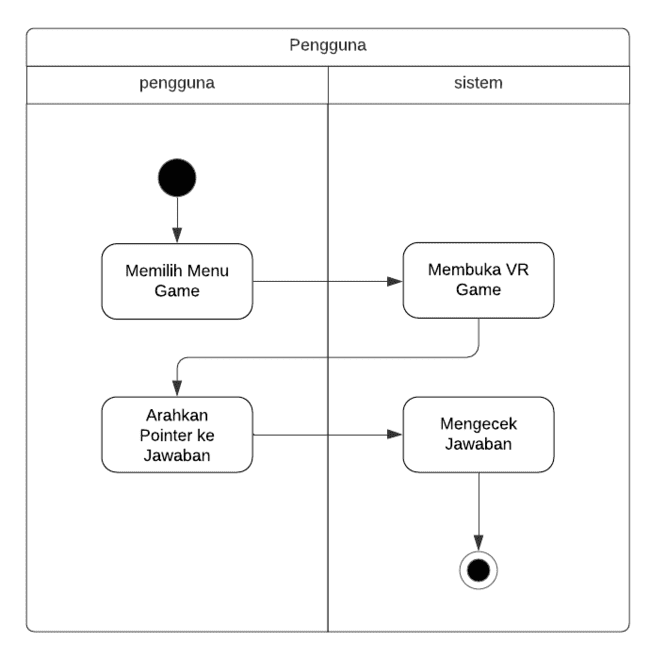 Pengguna
pengguna
sistem
Memilih Menu
Game
Membuka VR
Game
Arahkan
Pointer ke
Jawaban
Mengecek
Jawaban